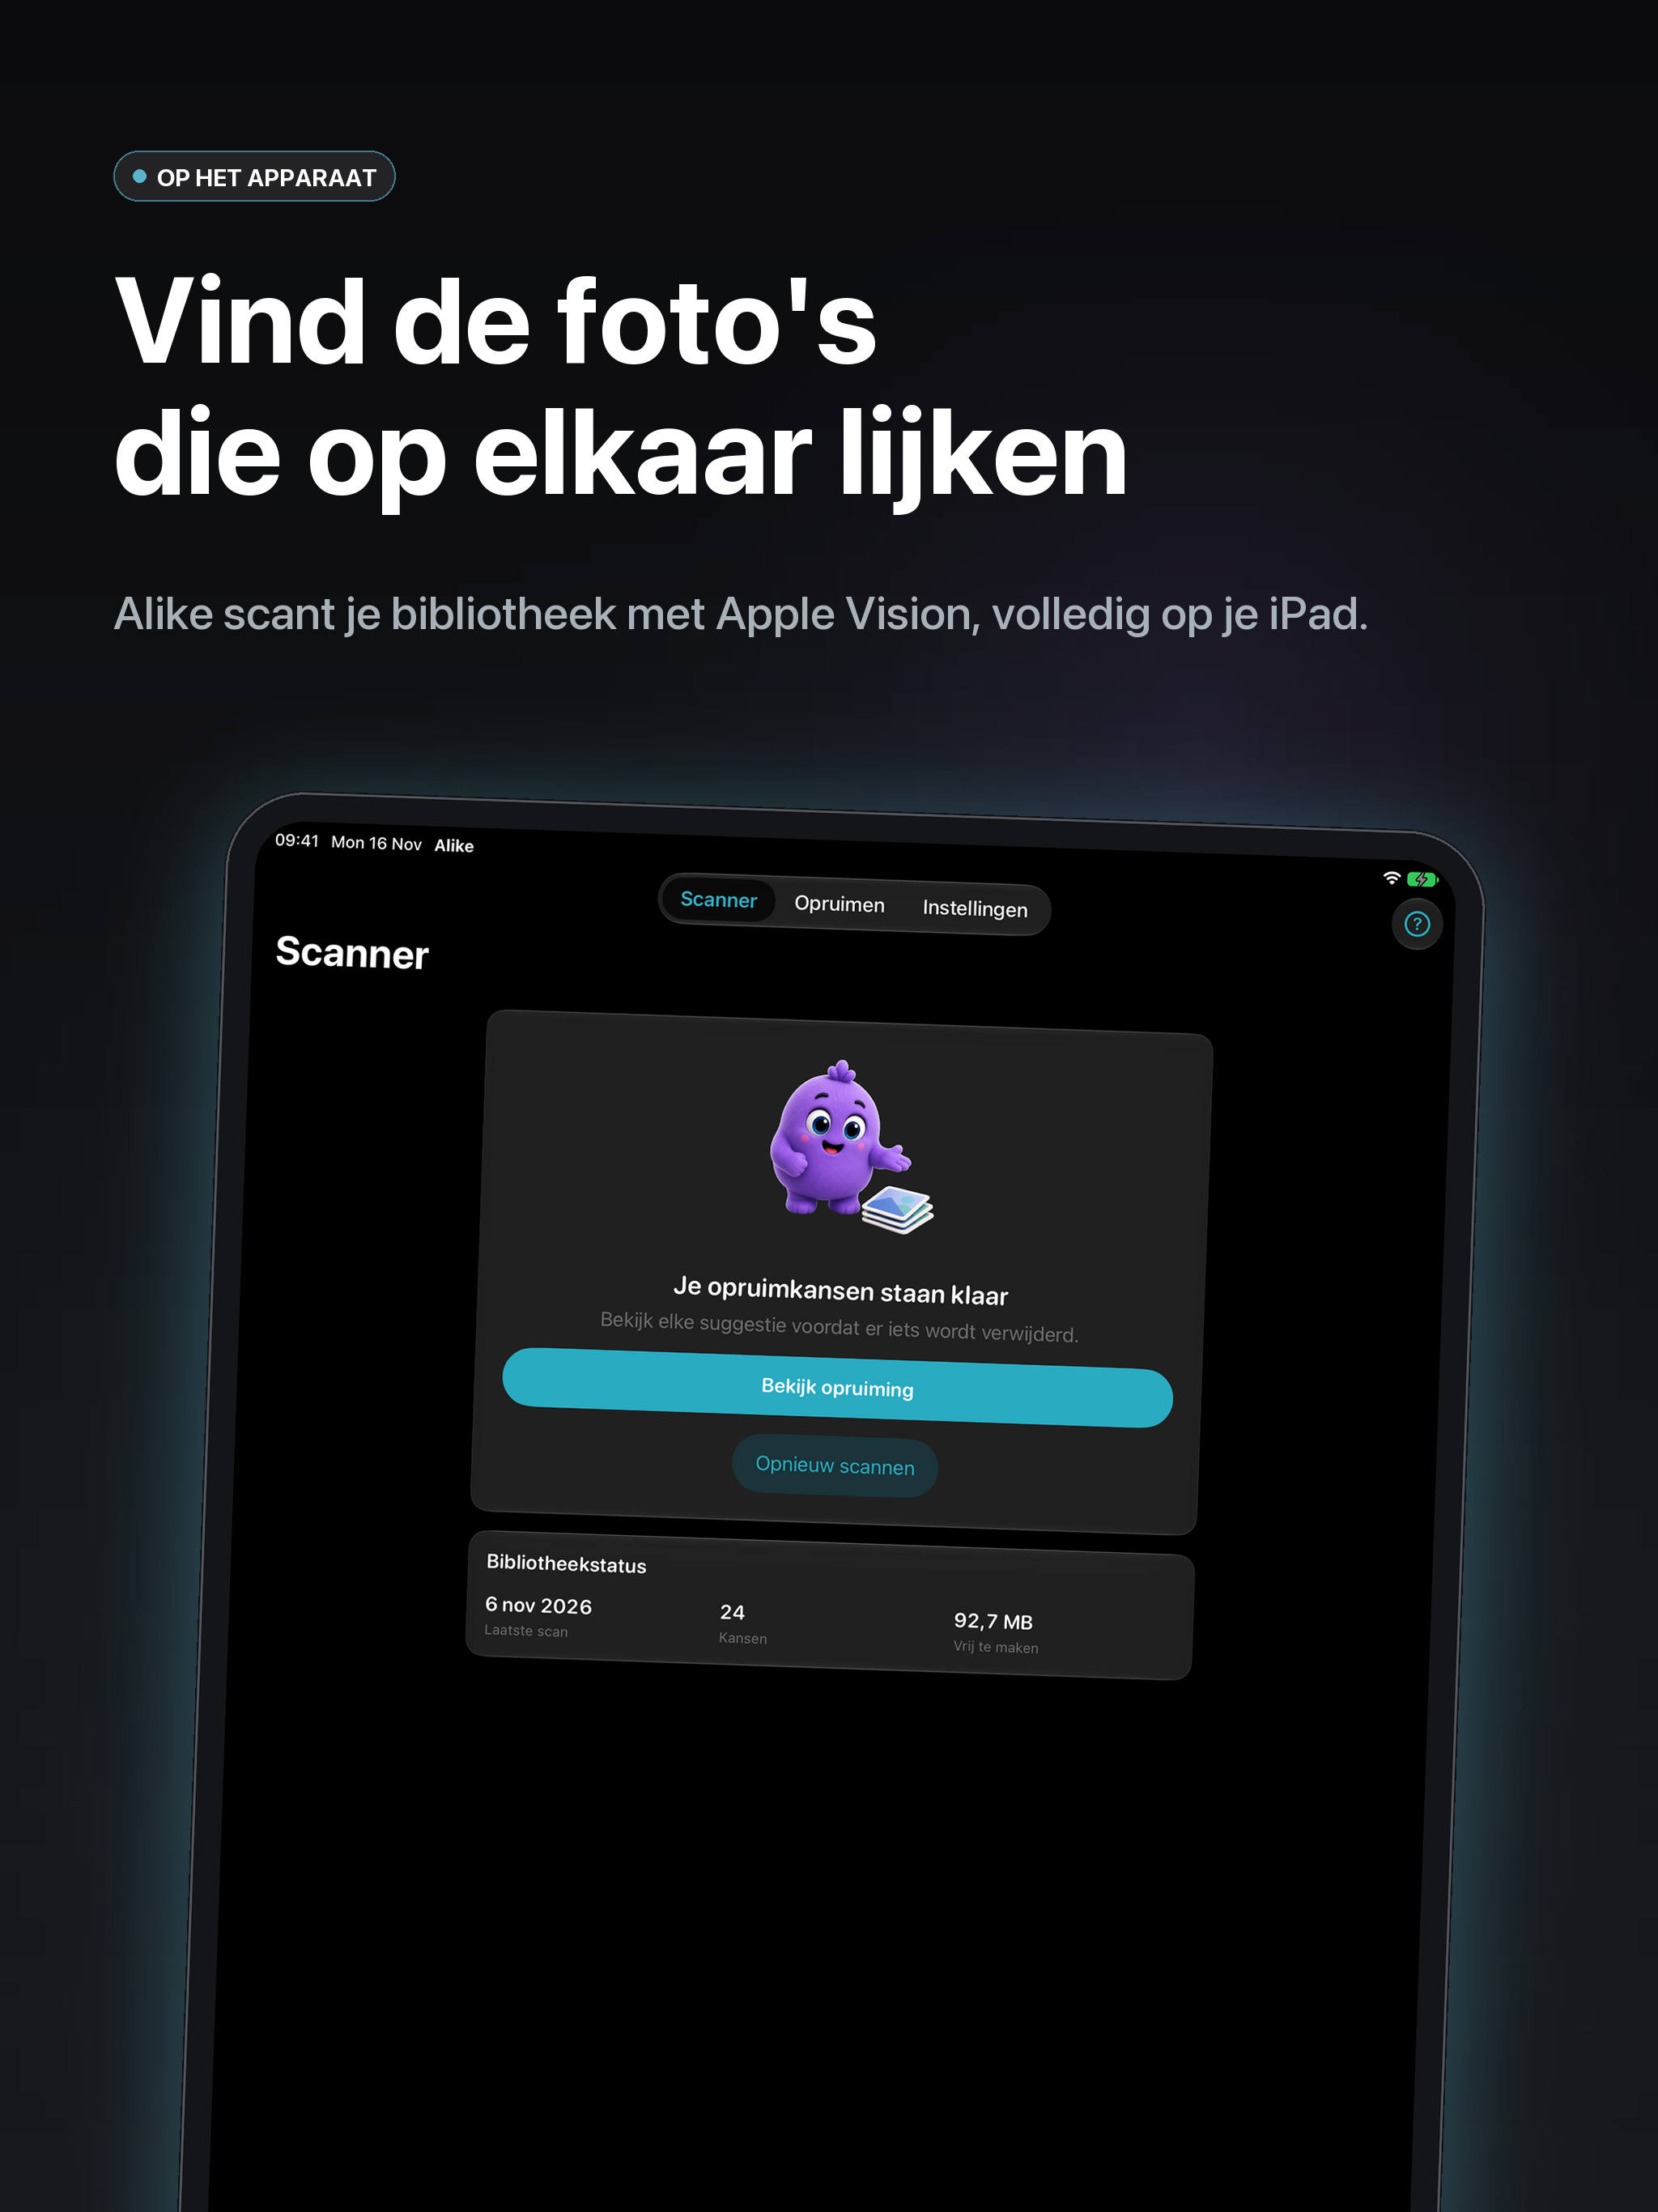 OP HET APPARAAT
Vind de foto's
die op elkaar lijken
Alike scant je bibliotheek met Apple Vision, volledig op je iPad.
09:41 Mon 16 Nov Alike
Scanner Opruimen Instellingen
?
Scanner
Je opruimkansen staan klaar
Bekijk elke suggestie voordat er iets wordt verwijderd.
Bekijk opruiming
Opnieuw scannen
Bibliotheekstatus
6 nov 2026 24 92,7 MB
Laatste scan Kansen Vrij te maken